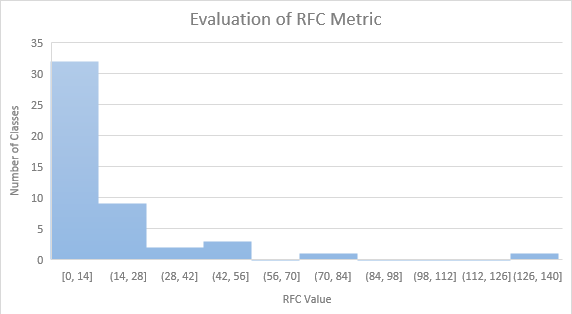 Evaluation of RFC Metric
35
30
25
20
15
10
5
0
Number of Classes
[0, 14] (14, 28] (28, 42] (42, 56] (56, 70] (70, 84] (84, 98] (98, 112] (112, 126] (126, 140]
RFC Value